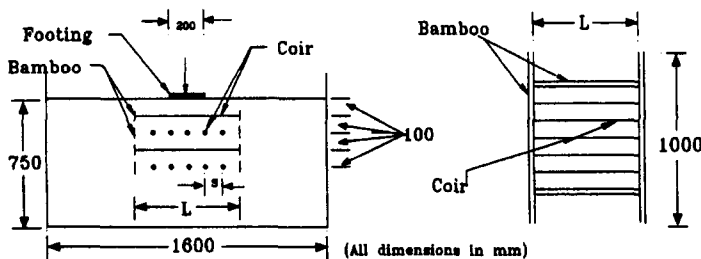 200
Footing
Coir
Bamboo
100
750
s
L
1600
(All dimensions in mm)
L
Bamboo
1000
Coir